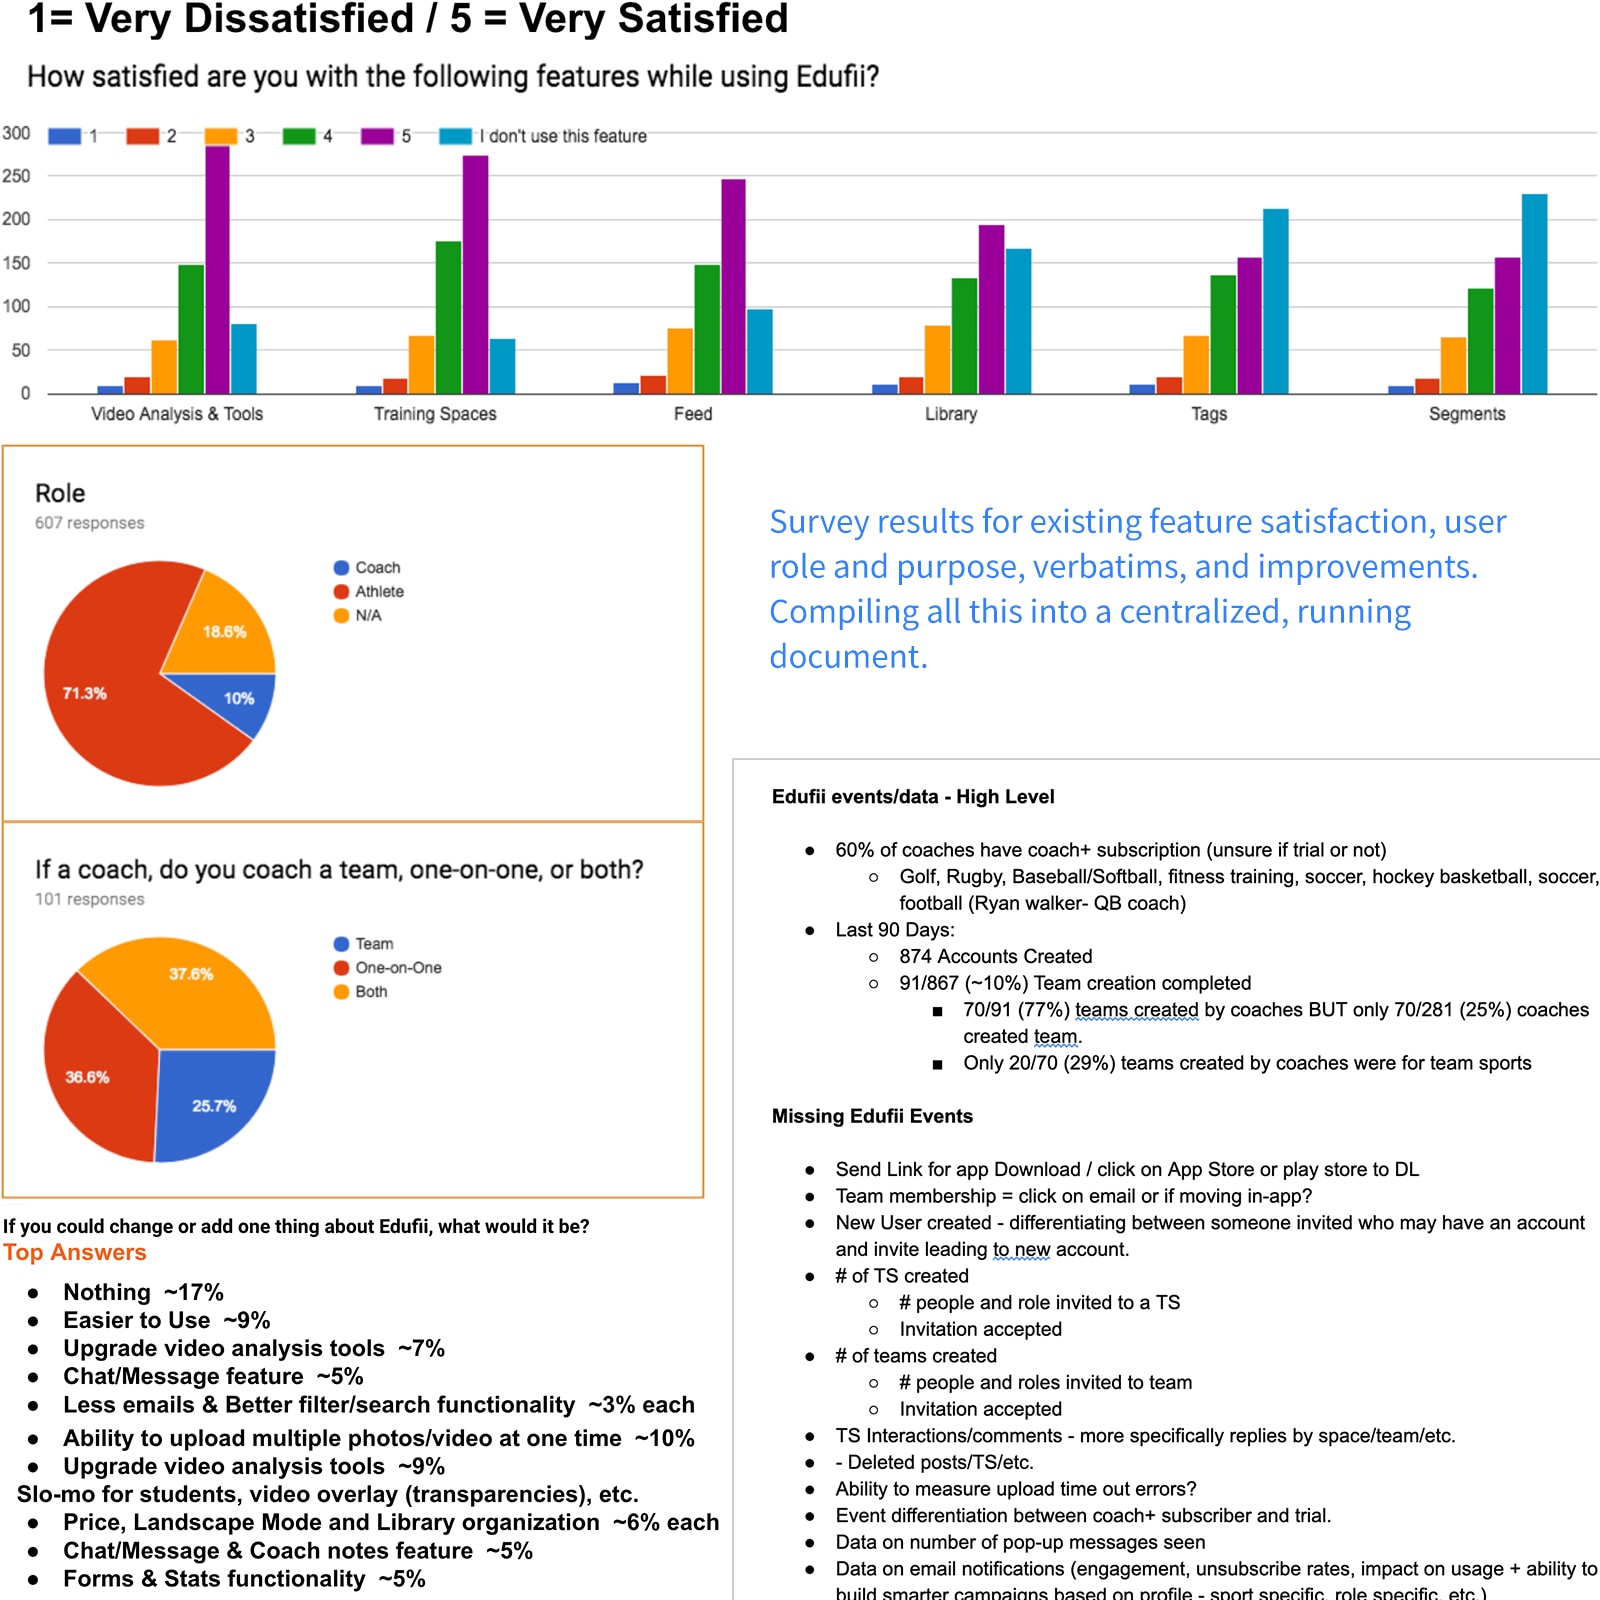 1= Very Dissatisfied / 5 = Very Satisfied
How satisfied are you with the following features while using Edufii?
300
1
2
3
4
5
I don't use this feature
250
200
150
100
50
0
Video Analysis & Tools
Training Spaces
Feed
Library
Tags
Segments
Role
607 responses
Coach
Athlete
N/A
18.6%
71.3%
10%
If a coach, do you coach a team, one-on-one, or both?
101 responses
Team
One-on-One
Both
37.6%
36.6%
25.7%
If you could change or add one thing about Edufii, what would it be?
Top Answers
● Nothing ~17%
● Easier to Use ~9%
● Upgrade video analysis tools ~7%
● Chat/Message feature ~5%
● Less emails & Better filter/search functionality ~3% each
● Ability to upload multiple photos/video at one time ~10%
● Upgrade video analysis tools ~9%
Slo-mo for students, video overlay (transparencies), etc.
● Price, Landscape Mode and Library organization ~6% each
● Chat/Message & Coach notes feature ~5%
● Forms & Stats functionality ~5%
Survey results for existing feature satisfaction, user
role and purpose, verbatims, and improvements.
Compiling all this into a centralized, running
document.
Edufii events/data - High Level
● 60% of coaches have coach+ subscription (unsure if trial or not)
○ Golf, Rugby, Baseball/Softball, fitness training, soccer, hockey basketball, soccer,
football (Ryan walker- QB coach)
● Last 90 Days:
○ 874 Accounts Created
○ 91/867 (~10%) Team creation completed
■ 70/91 (77%) teams created by coaches BUT only 70/281 (25%) coaches
created team.
■ Only 20/70 (29%) teams created by coaches were for team sports
Missing Edufii Events
● Send Link for app Download / click on App Store or play store to DL
● Team membership = click on email or if moving in-app?
● New User created - differentiating between someone invited who may have an account
and invite leading to new account.
● # of TS created
○ # people and role invited to a TS
○ Invitation accepted
● # of teams created
○ # people and roles invited to team
○ Invitation accepted
● TS Interactions/comments - more specifically replies by space/team/etc.
● - Deleted posts/TS/etc.
● Ability to measure upload time out errors?
● Event differentiation between coach+ subscriber and trial.
● Data on number of pop-up messages seen
● Data on email notifications (engagement, unsubscribe rates, impact on usage + ability to
build smarter campaigns based on profile - sport specific, role specific, etc.)